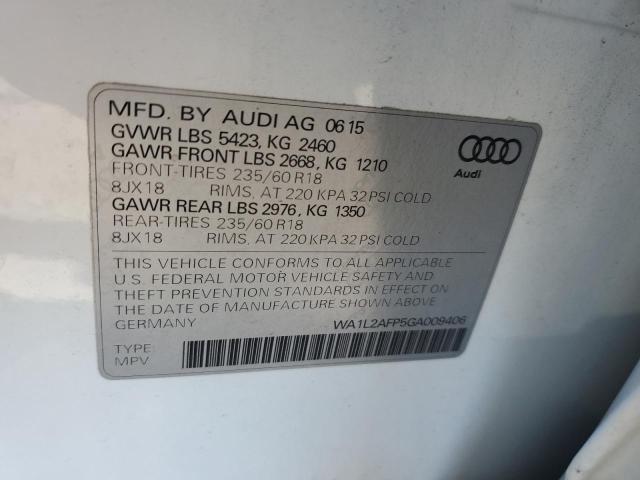 MFD. BY AUDI AG 0615
GVWR LBS 5423, KG 2460
GAWR FRONT LBS 2668, KG 1210
FRONT-TIRES 235/60 R18
8JX18 RIMS, AT 220 KPA 32 PSI COLD
GAWR REAR LBS 2976, KG 1350
REAR-TIRES 235/60 R18
8JX18 RIMS, AT 220 KPA 32 PSI COLD
THIS VEHICLE CONFORMS TO ALL APPLICABLE
U.S. FEDERAL MOTOR VEHICLE SAFETY AND
THEFT PREVENTION STANDARDS IN EFFECT ON
THE DATE OF MANUFACTURE SHOWN ABOVE.
GERMANY WA1L2AFP5GA009406
TYPE
MPV
Audi